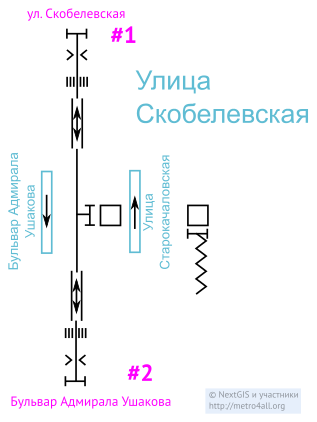 ул. Скобелевская
#1
Улица
Скобелевская
Бульвар Адмирала
Ушакова
Улица
Старокачаловская
#2
Бульвар Адмирала Ушакова
© NextGIS и участники
http://metro4all.org